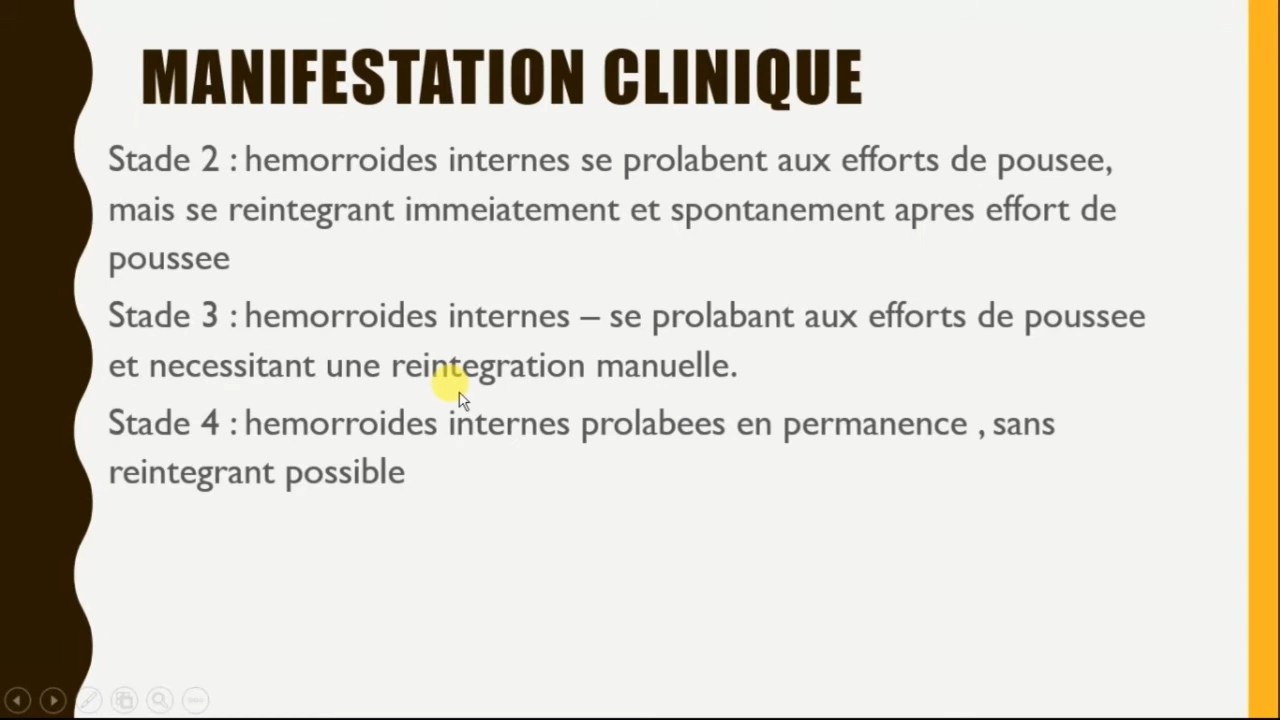 MANIFESTATION CLINIQUE
Stade 2 : hemorroides internes se prolabent aux efforts de pousee,
mais se reintegrant immeiatement et spontanement apres effort de
poussee
Stade 3 : hemorroides internes – se prolabant aux efforts de poussee
et necessitant une reintegration manuelle.
Stade 4 : hemorroides internes prolabees en permanence , sans
reintegrant possible